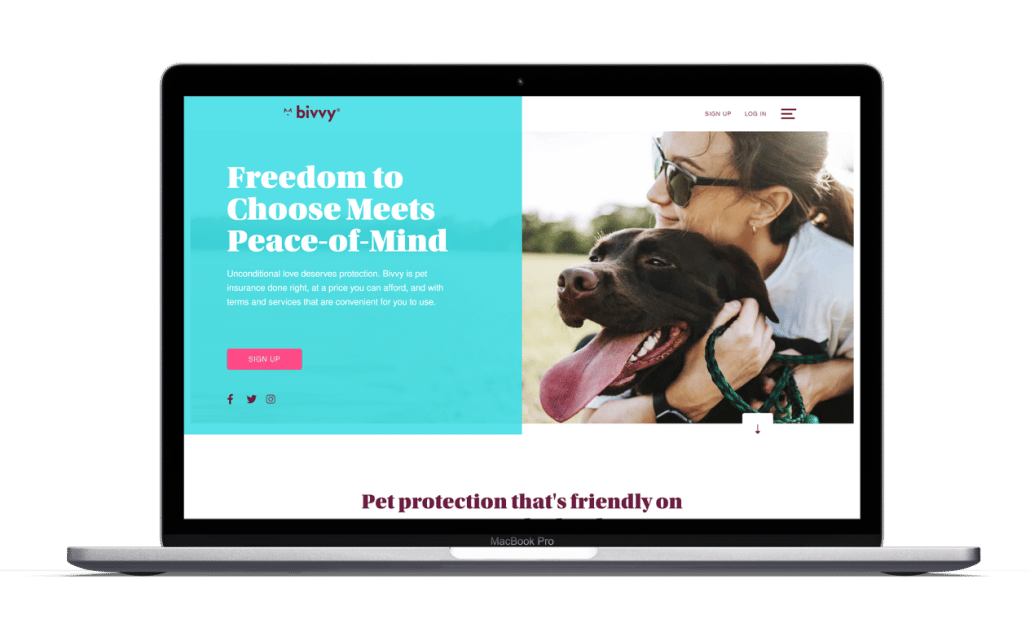 bivvy®
SIGN UP
LOG IN
Freedom to
Choose Meets
Peace-of-Mind
Unconditional love deserves protection. Bivvy is pet
insurance done right, at a price you can afford, and with
terms and services that are convenient for you to use.
SIGN UP
Pet protection that's friendly on
MacBook Pro